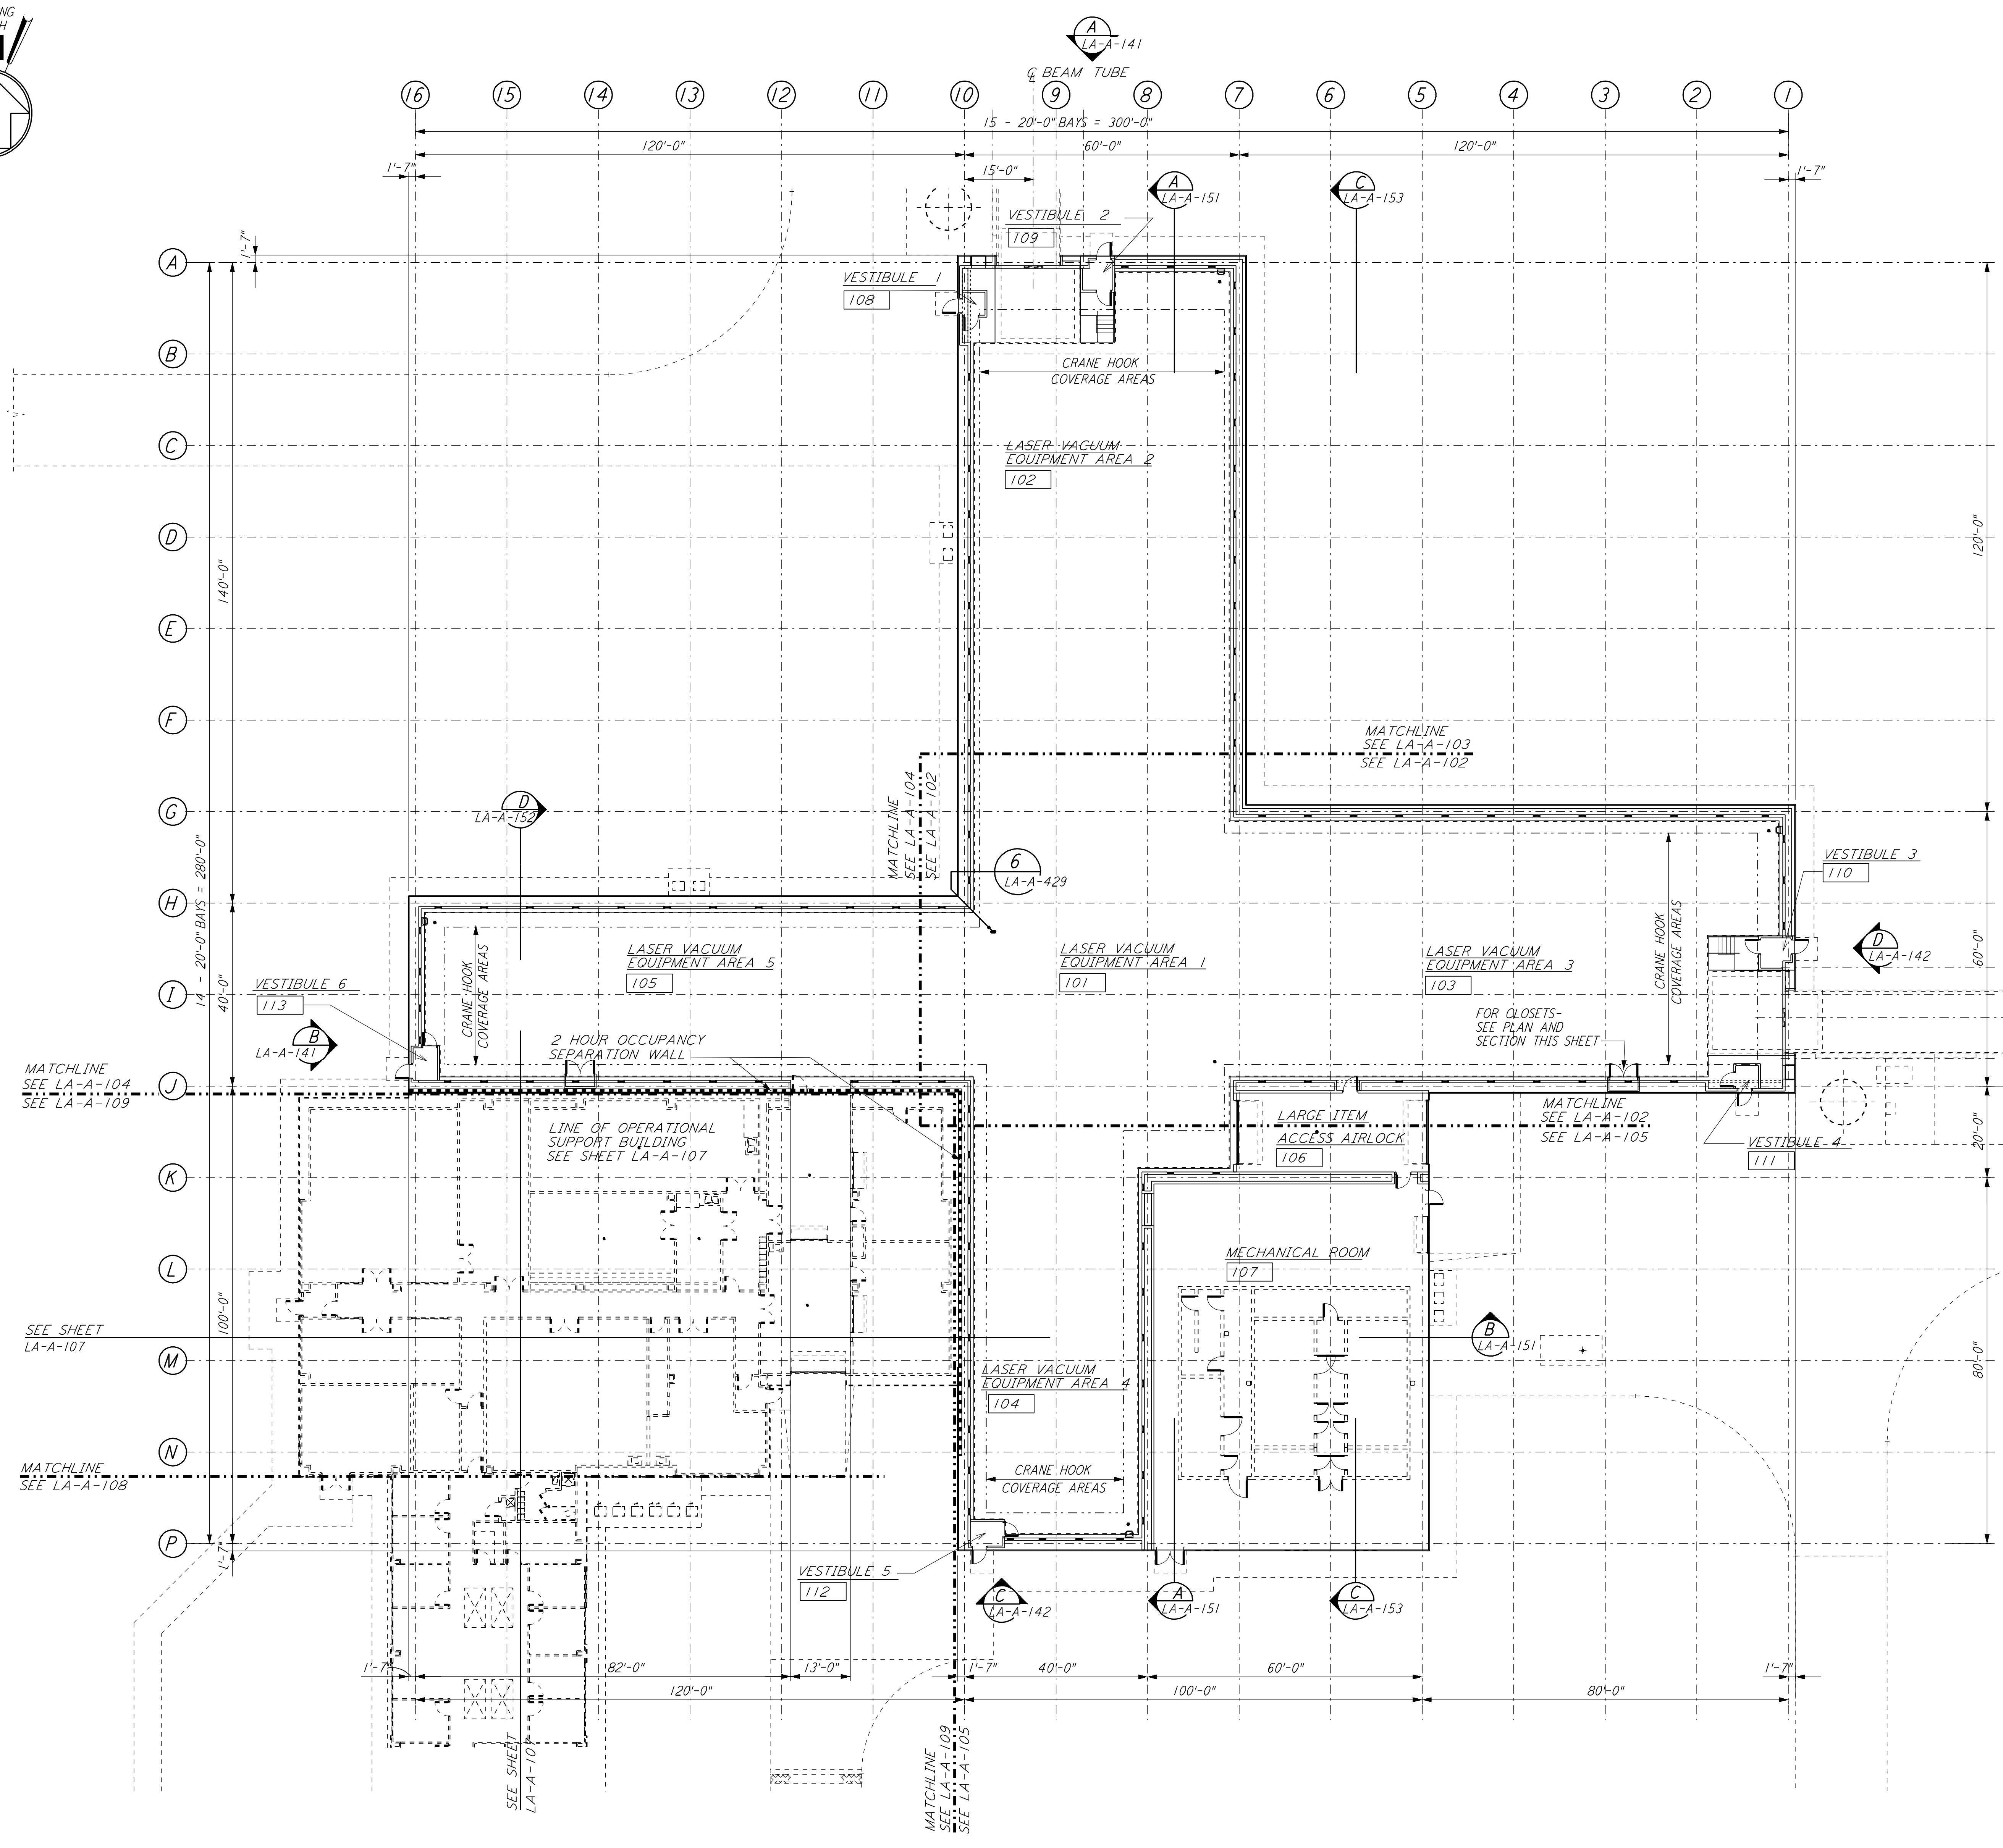 NG
H
A
LA-A-141
℄ BEAM TUBE
16 15 14 13 12 11 10 9 8 7 6 5 4 3 2 1
15 - 20'-0" BAYS = 300'-0"
120'-0" 60'-0" 120'-0"
1'-7" 15'-0" 1'-7"
A
LA-A-151
C
LA-A-153
VESTIBULE 2
109
1'-7"
A
VESTIBULE 1
108
B
CRANE HOOK
COVERAGE AREAS
C
LASER VACUUM
EQUIPMENT AREA 2
102
D
120'-0"
140'-0"
E
F
MATCHLINE
SEE LA-A-103
SEE LA-A-102
MATCHLINE
SEE LA-A-104
SEE LA-A-102
D
LA-A-152
G
14 - 20'-0" BAYS = 280'-0"
6
LA-A-429
VESTIBULE 3
110
H
CRANE HOOK
COVERAGE AREAS
CRANE HOOK
COVERAGE AREAS
LASER VACUUM
EQUIPMENT AREA 5
105
LASER VACUUM
EQUIPMENT AREA 1
101
LASER VACUUM
EQUIPMENT AREA 3
103
D
LA-A-142
60'-0"
VESTIBULE 6
113
I
40'-0"
FOR CLOSETS-
SEE PLAN AND
SECTION THIS SHEET
B
LA-A-141
2 HOUR OCCUPANCY
SEPARATION WALL
MATCHLINE
SEE LA-A-104
SEE LA-A-109
J
MATCHLINE
SEE LA-A-102
SEE LA-A-105
LARGE ITEM
ACCESS AIRLOCK
106
LINE OF OPERATIONAL
SUPPORT BUILDING
SEE SHEET LA-A-107
VESTIBULE 4
111
20'-0"
K
MECHANICAL ROOM
107
L
100'-0"
SEE SHEET
LA-A-107
B
LA-A-151
M
LASER VACUUM
EQUIPMENT AREA 4
104
80'-0"
N
MATCHLINE
SEE LA-A-108
CRANE HOOK
COVERAGE AREAS
P
1'-7"
VESTIBULE 5
112
C
LA-A-142
A
LA-A-151
C
LA-A-153
1'-7" 82'-0" 13'-0" 1'-7" 40'-0" 60'-0" 1'-7"
120'-0" 100'-0" 80'-0"
SEE SHEET
LA-A-107
MATCHLINE
SEE LA-A-109
SEE LA-A-105